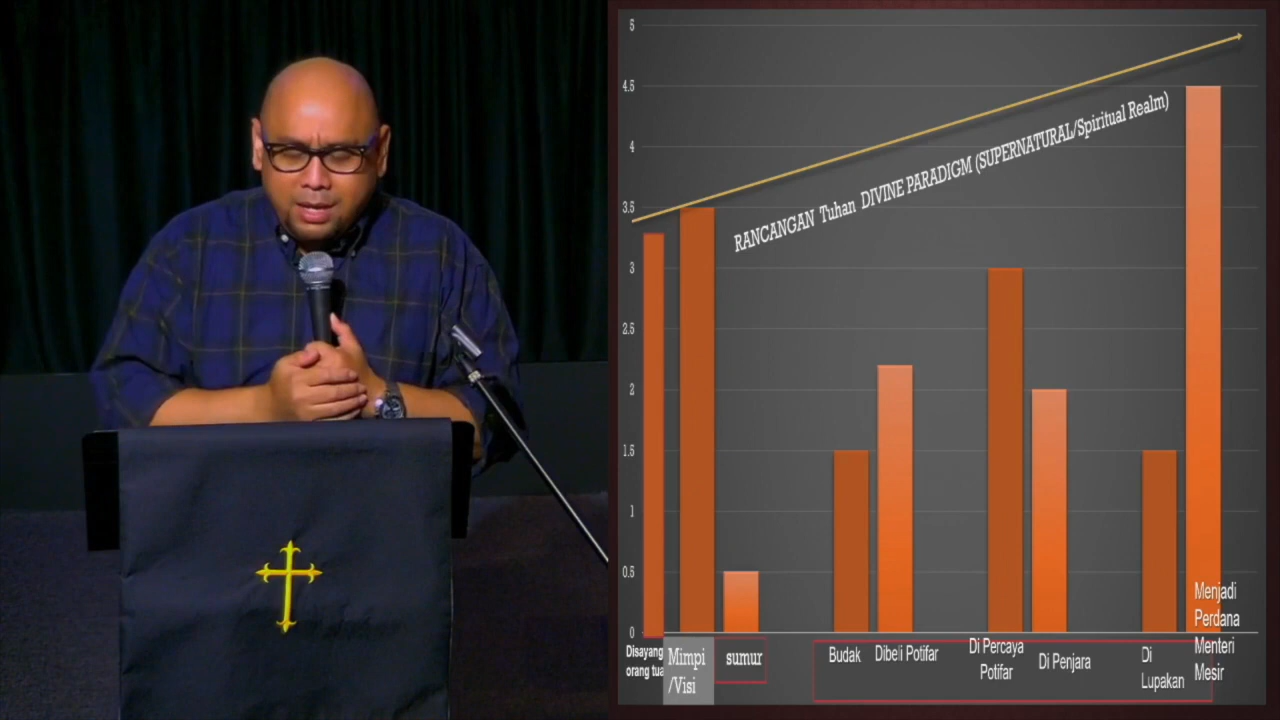 5
4.5
4
3.5
3
2.5
2
1.5
1
0.5
0
RANCANGAN Tuhan DIVINE PARADIGM (SUPERNATURAL/Spiritual Realm)
Disayang
orang tua
Mimpi
/Visi
sumur
Budak
Dibeli Potifar
Di Percaya
Potifar
Di Penjara
Di
Lupakan
Menjadi
Perdana
Menteri
Mesir